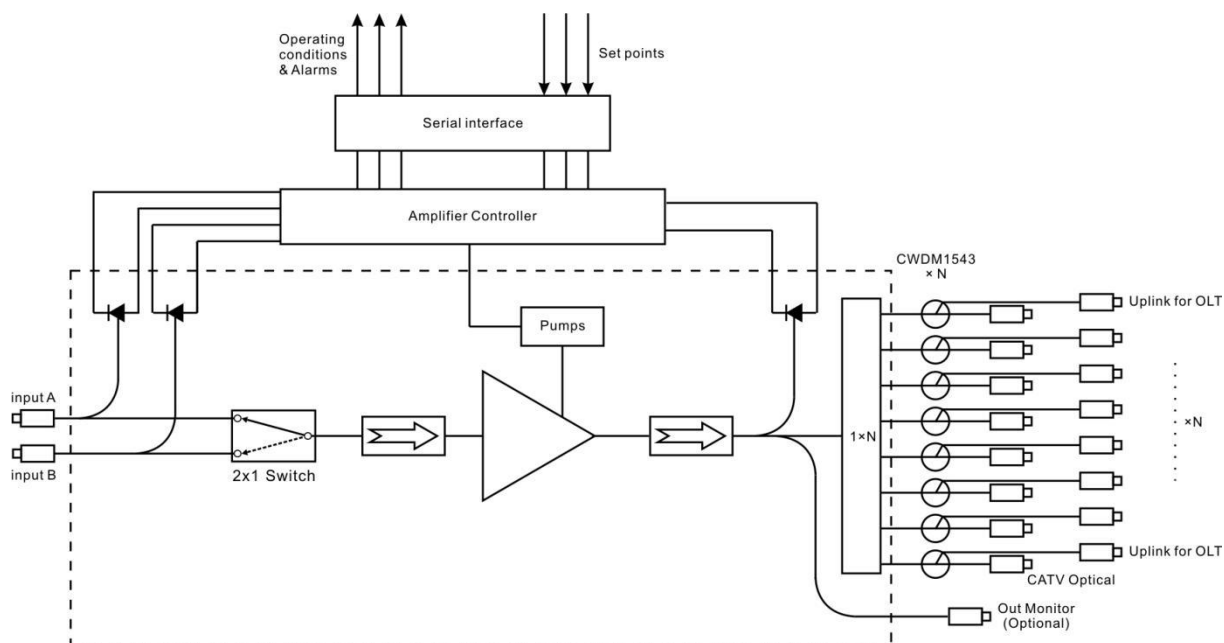 Operating
conditions
& Alarms
Set points
Serial interface
Amplifier Controller
CWDM1543
× N
Uplink for OLT
Pumps
input A
1×N
×N
input B
2x1 Switch
Uplink for OLT
CATV Optical
Out Monitor
(Optional)